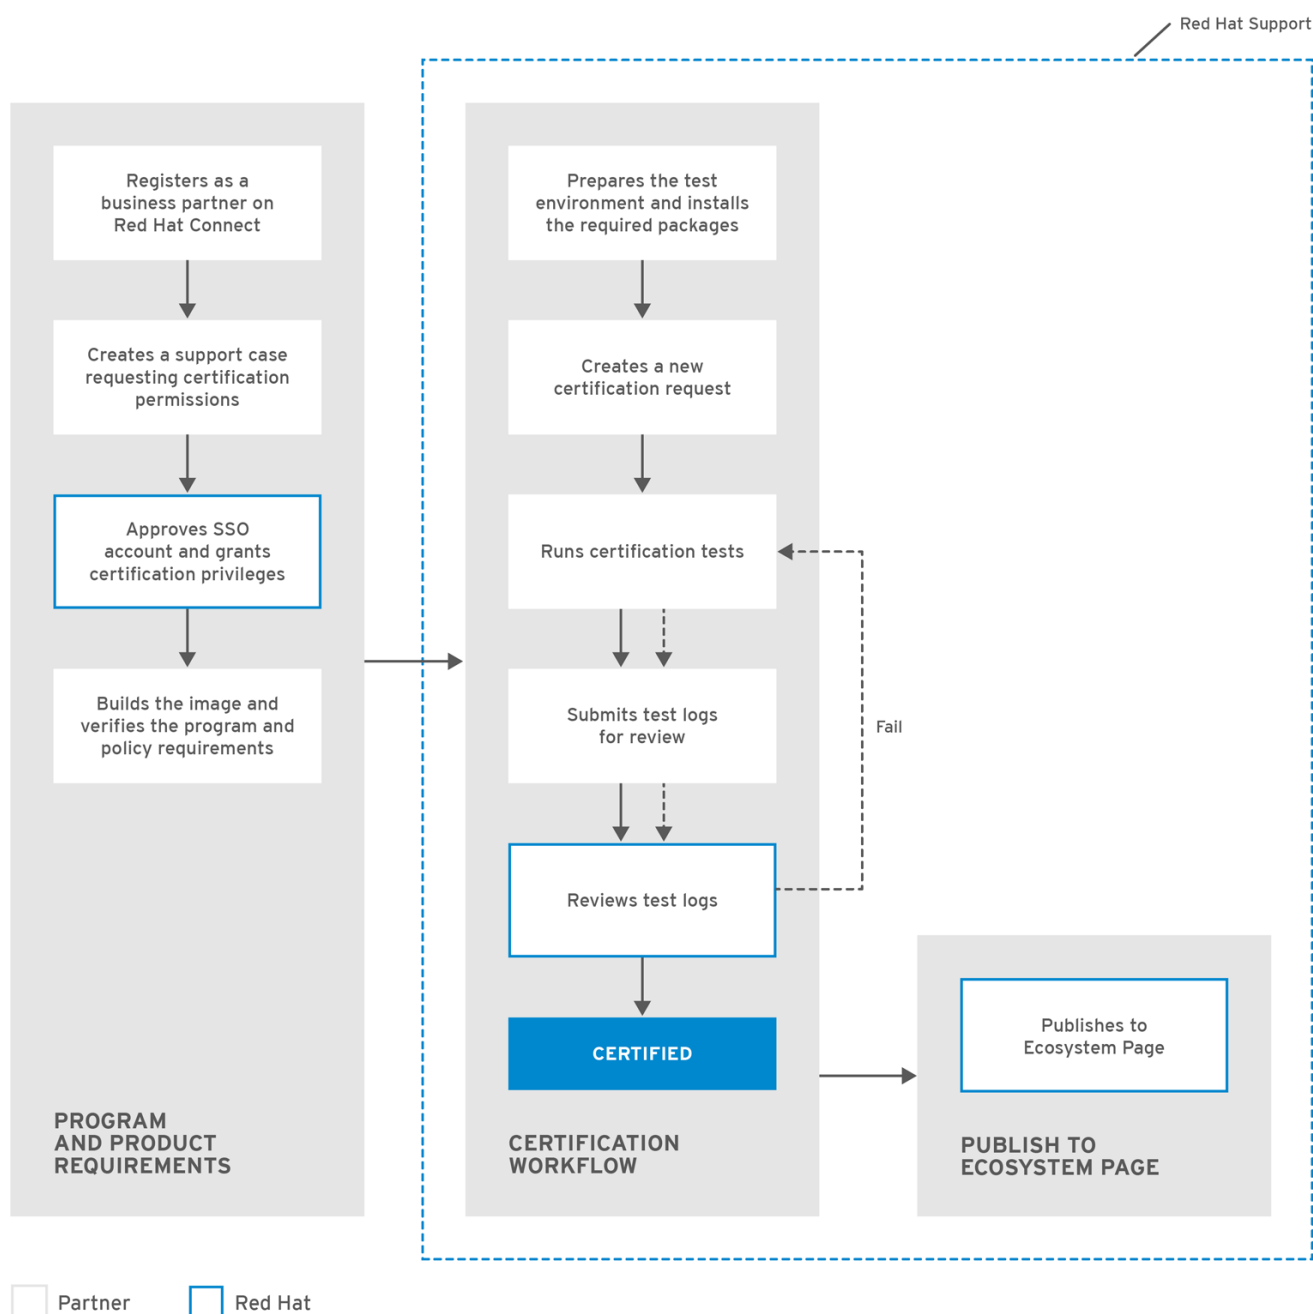 Red Hat Support
Registers as a
business partner on
Red Hat Connect
Creates a support case
requesting certification
permissions
Approves SSO
account and grants
certification privileges
Builds the image and
verifies the program and
policy requirements
PROGRAM
AND PRODUCT
REQUIREMENTS
Prepares the test
environment and installs
the required packages
Creates a new
certification request
Runs certification tests
Submits test logs
for review
Fail
Reviews test logs
CERTIFIED
CERTIFICATION
WORKFLOW
Publishes to
Ecosystem Page
PUBLISH TO
ECOSYSTEM PAGE
Partner
Red Hat